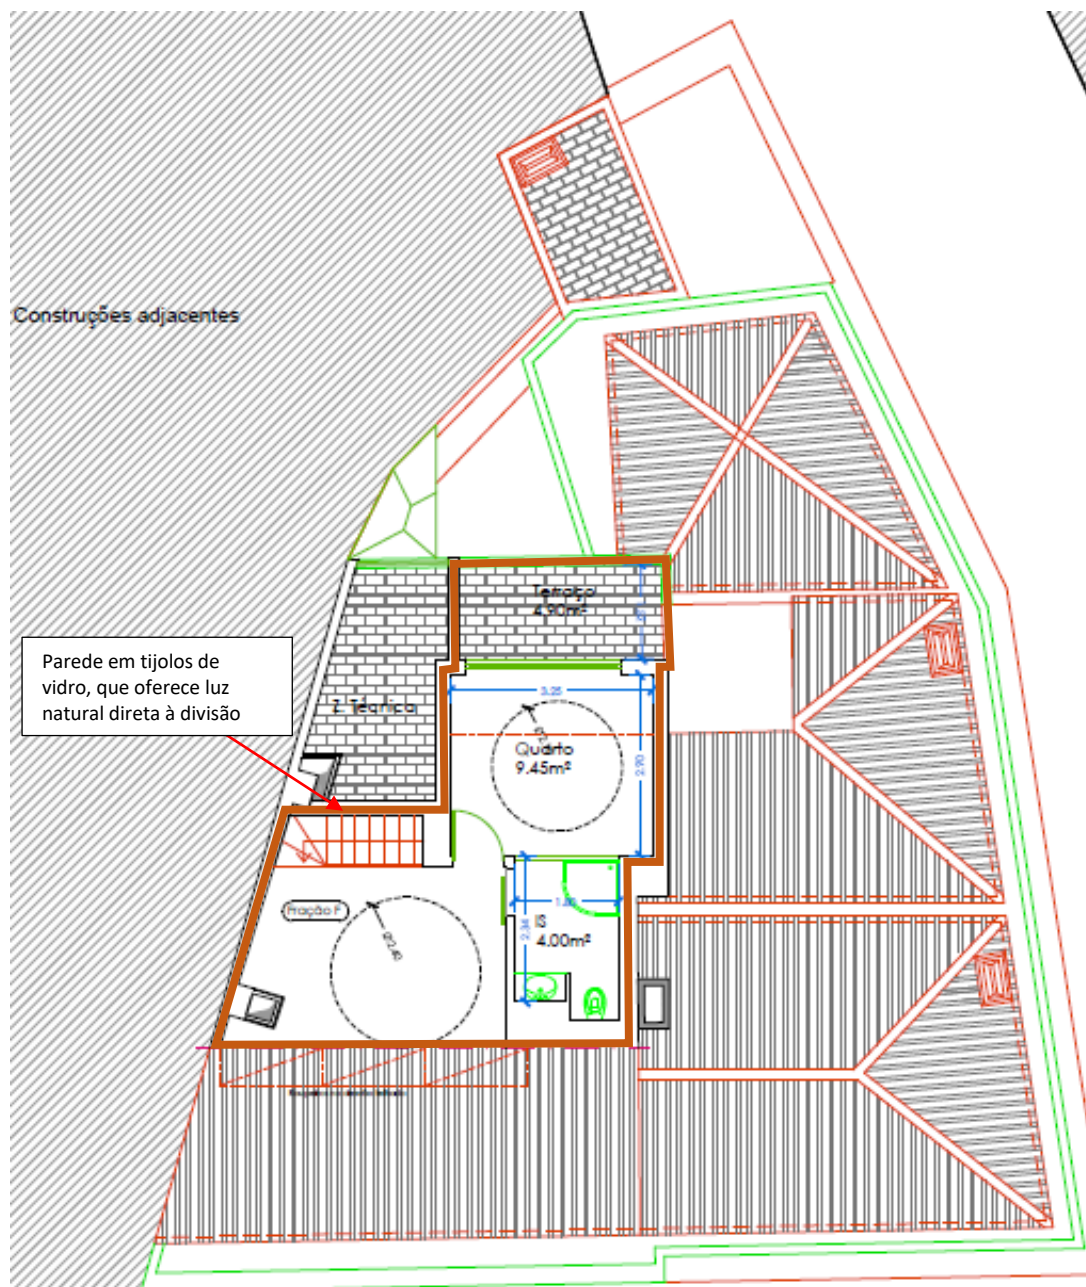 Construções adjacentes
Terraço
4.90m²
Parede em tijolos de
vidro, que oferece luz
natural direta à divisão
3.25
Z. Técnica
Quarto
9.45m²
2.90
Fração F
IS
4.00m²